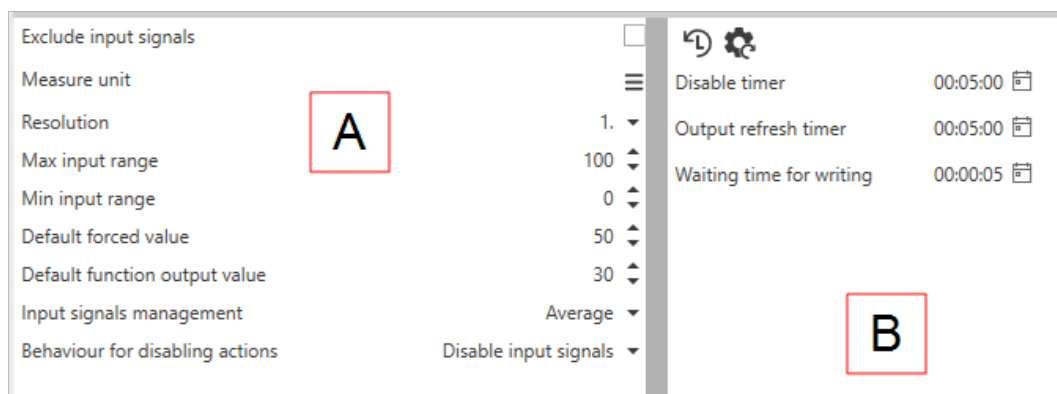 Exclude input signals
Measure unit
Resolution 1.
Max input range 100
Min input range 0
Default forced value 50
Default function output value 30
Input signals management Average
Behaviour for disabling actions Disable input signals
A
Disable timer 00:05:00
Output refresh timer 00:05:00
Waiting time for writing 00:00:05
B